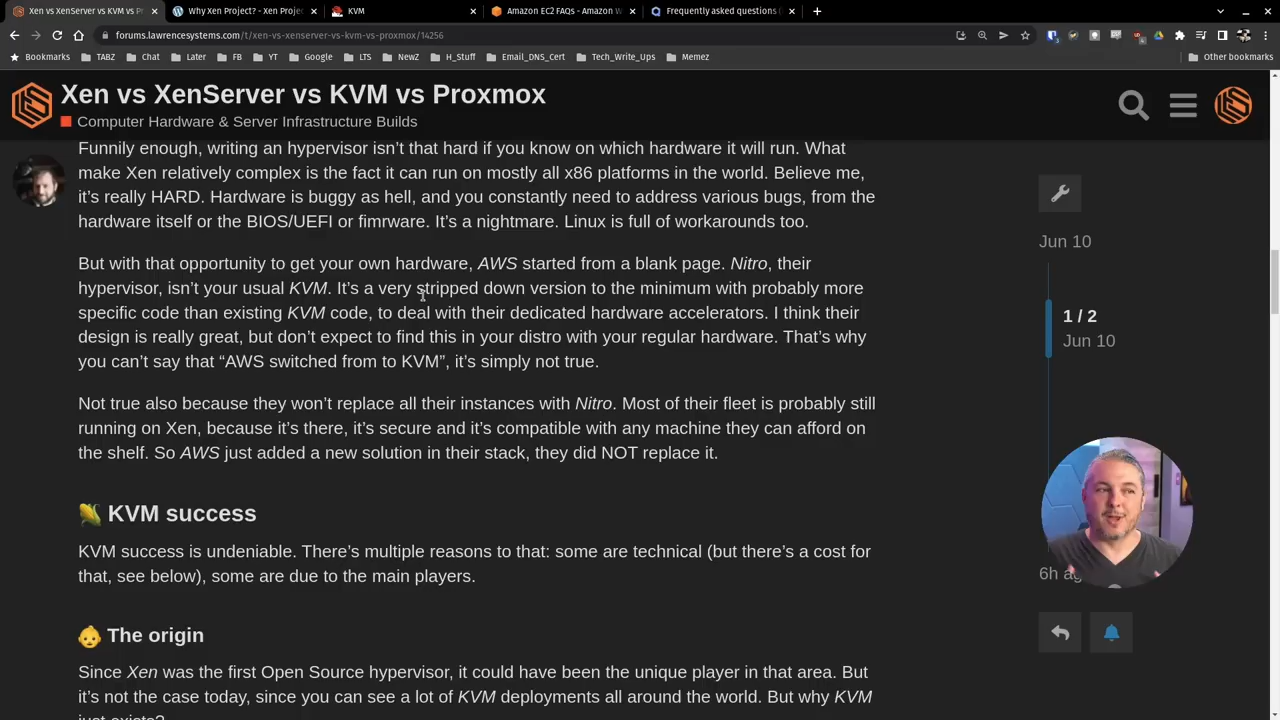 Xen vs XenServer vs KVM vs P
Why Xen Project? - Xen Projec
KVM
Amazon EC2 FAQs - Amazon W
Frequently asked questions
forums.lawrencesystems.com/t/xen-vs-xenserver-vs-kvm-vs-proxmox/14256
Bookmarks TABZ Chat Later FB YT Google LTS NewZ H_Stuff Email_DNS_Cert Tech_Write_Ups Memez Other bookmarks
Xen vs XenServer vs KVM vs Proxmox
Computer Hardware & Server Infrastructure Builds
Funnily enough, writing an hypervisor isn't that hard if you know on which hardware it will run. What
make Xen relatively complex is the fact it can run on mostly all x86 platforms in the world. Believe me,
it's really HARD. Hardware is buggy as hell, and you constantly need to address various bugs, from the
hardware itself or the BIOS/UEFI or fimrware. It's a nightmare. Linux is full of workarounds too.
But with that opportunity to get your own hardware, AWS started from a blank page. Nitro, their
hypervisor, isn't your usual KVM. It's a very stripped down version to the minimum with probably more
specific code than existing KVM code, to deal with their dedicated hardware accelerators. I think their
design is really great, but don't expect to find this in your distro with your regular hardware. That's why
you can't say that “AWS switched from to KVM”, it's simply not true.
Not true also because they won't replace all their instances with Nitro. Most of their fleet is probably still
running on Xen, because it's there, it's secure and it's compatible with any machine they can afford on
the shelf. So AWS just added a new solution in their stack, they did NOT replace it.
🌽 KVM success
KVM success is undeniable. There's multiple reasons to that: some are technical (but there's a cost for
that, see below), some are due to the main players.
👶 The origin
Since Xen was the first Open Source hypervisor, it could have been the unique player in that area. But
it's not the case today, since you can see a lot of KVM deployments all around the world. But why KVM
just exists?
Jun 10
1 / 2
Jun 10
6h ag